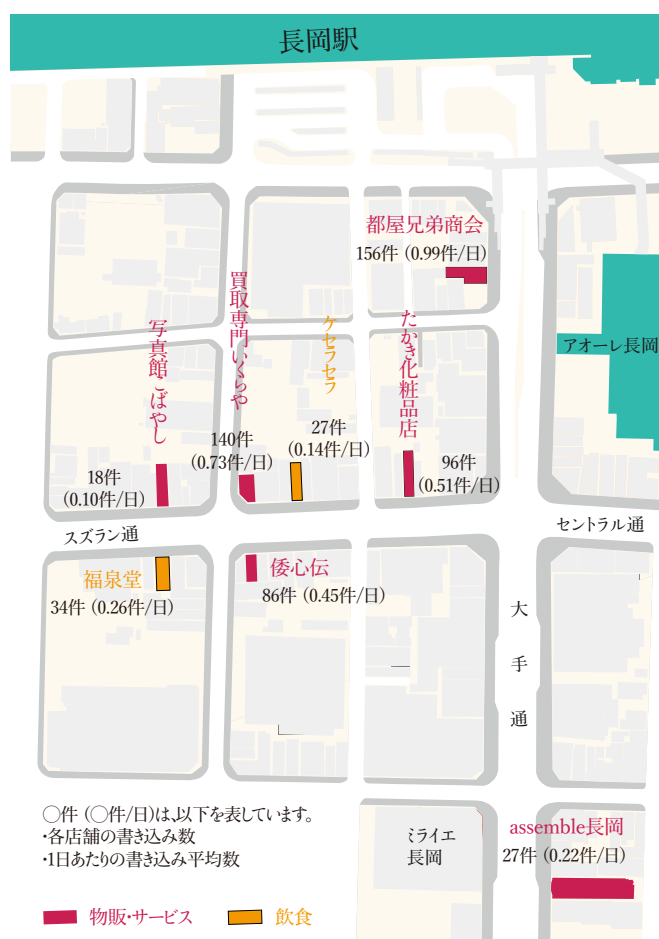 長岡駅
都屋兄弟商会
156件 (0.99件/日)
買取専門いくらや
写真館こばやし
ケセラセラ
たかき化粧品店
アオーレ長岡
27件
(0.14件/日)
140件
(0.73件/日)
96件
(0.51件/日)
18件
(0.10件/日)
スズラン通
セントラル通
福泉堂
34件 (0.26件/日)
倭心伝
86件 (0.45件/日)
大手通
○件 (○件/日)は、以下を表しています。
・各店舗の書き込み数
・1日あたりの書き込み平均数
ミライエ
長岡
assemble長岡
27件 (0.22件/日)
物販・サービス
飲食